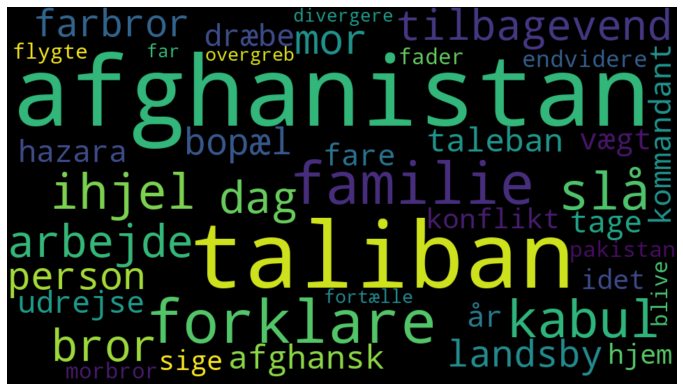 farbror
dræbe
divergere
mor
tilbagevend
flygte
far
overgreb
fader
endvidere
kommandant
afghanistan
hazara
bopæl
fare
taleban
vægt
ihjel
dag
familie
slå
konflikt
tage
arbejde
taliban
pakistan
person
idet
udrejse
forklare
fortælle
år
kabul
blive
bror
morbror
sige
afghansk
landsby
hjem